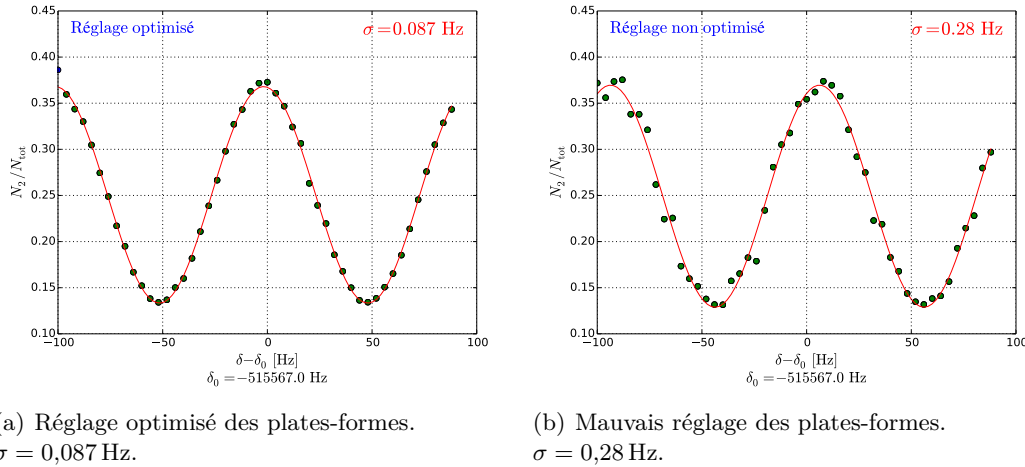 0.45
0.40
0.35
0.30
0.25
0.20
0.15
0.10
N₂/N_tot
Réglage optimisé
σ=0.087 Hz
−100
−50
0
50
100
δ−δ₀ [Hz]
δ₀=−515567.0 Hz
0.45
0.40
0.35
0.30
0.25
0.20
0.15
0.10
N₂/N_tot
Réglage non optimisé
σ=0.28 Hz
−100
−50
0
50
100
δ−δ₀ [Hz]
δ₀=−515567.0 Hz
a) Réglage optimisé des plates-formes.
σ = 0,087 Hz.
(b) Mauvais réglage des plates-formes.
σ = 0,28 Hz.